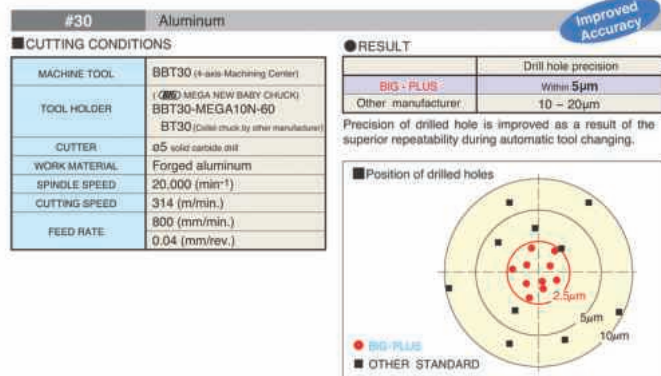 #30 Aluminum
Improved
Accuracy
■CUTTING CONDITIONS
MACHINE TOOL BBT30 (4-axis Machining Center)
TOOL HOLDER
(BIG MEGA NEW BABY CHUCK)
BBT30-MEGA10N-60
BT30 (Collet chuck by other manufacturer)
CUTTER ø5 solid carbide drill
WORK MATERIAL Forged aluminum
SPINDLE SPEED 20,000 (min-1)
CUTTING SPEED 314 (m/min.)
FEED RATE
800 (mm/min.)
0.04 (mm/rev.)
●RESULT
Drill hole precision
BIG - PLUS Within 5µm
Other manufacturer 10 – 20µm
Precision of drilled hole is improved as a result of the
superior repeatability during automatic tool changing.
■Position of drilled holes
2.5µm
5µm
10µm
● BIG-PLUS
■ OTHER STANDARD